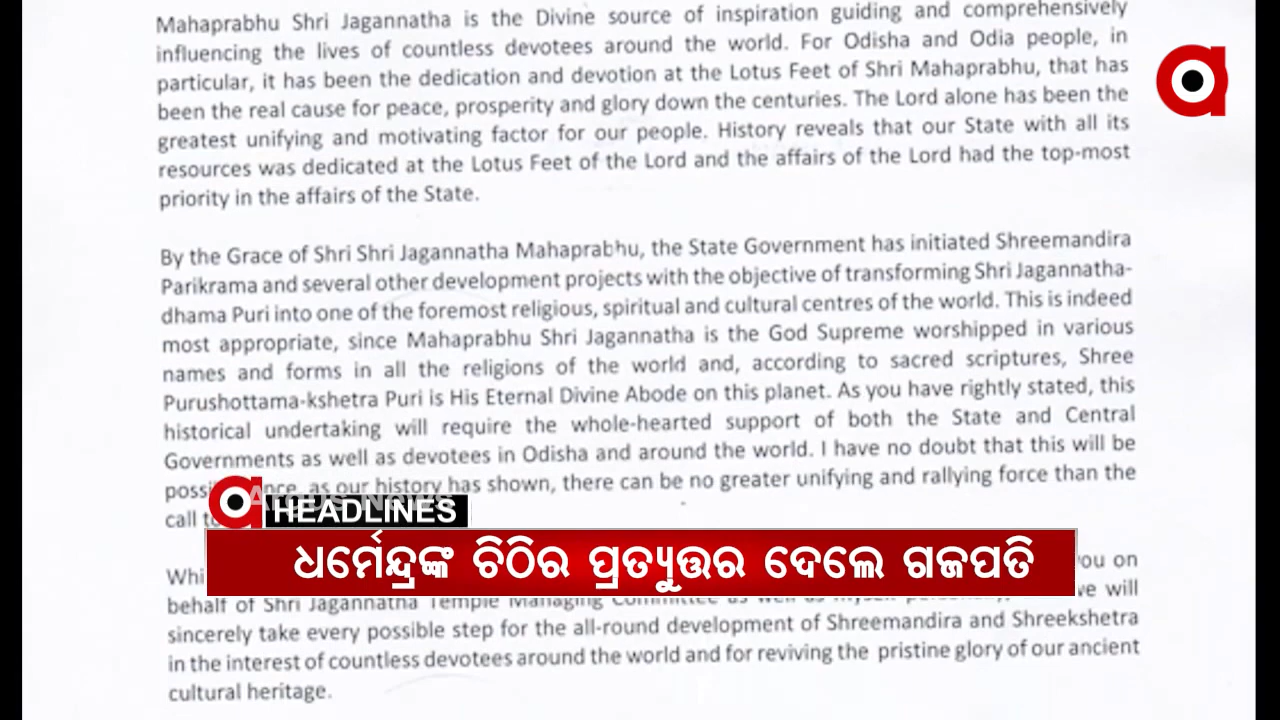 Mahaprabhu Shri Jagannatha is the Divine source of inspiration guiding and comprehensively
influencing the lives of countless devotees around the world. For Odisha and Odia people, in
particular, it has been the dedication and devotion at the Lotus Feet of Shri Mahaprabhu, that has
been the real cause for peace, prosperity and glory down the centuries. The Lord alone has been the
greatest unifying and motivating factor for our people. History reveals that our State with all its
resources was dedicated at the Lotus Feet of the Lord and the affairs of the Lord had the top-most
priority in the affairs of the State.
By the Grace of Shri Shri Jagannatha Mahaprabhu, the State Government has initiated Shreemandira
Parikrama and several other development projects with the objective of transforming Shri Jagannatha-
dhama Puri into one of the foremost religious, spiritual and cultural centres of the world. This is indeed
most appropriate, since Mahaprabhu Shri Jagannatha is the God Supreme worshipped in various
names and forms in all the religions of the world and, according to sacred scriptures, Shree
Purushottama-kshetra Puri is His Eternal Divine Abode on this planet. As you have rightly stated, this
historical undertaking will require the whole-hearted support of both the State and Central
Governments as well as devotees in Odisha and around the world. I have no doubt that this will be
as our history has shown, there can be no greater unifying and rallying force than the
call
ARGUS NEWS
HEADLINES
ଧର୍ମେନ୍ଦ୍ରଙ୍କ ଚିଠିର ପ୍ରତ୍ୟୁତ୍ତର ଦେଲେ ଗଜପତି
you on
behalf of Shri Jagannatha Temple Managing Committee as well as will
sincerely take every possible step for the all-round development of Shreemandira and Shreekshetra
in the interest of countless devotees around the world and for reviving the pristine glory of our ancient
cultural heritage.